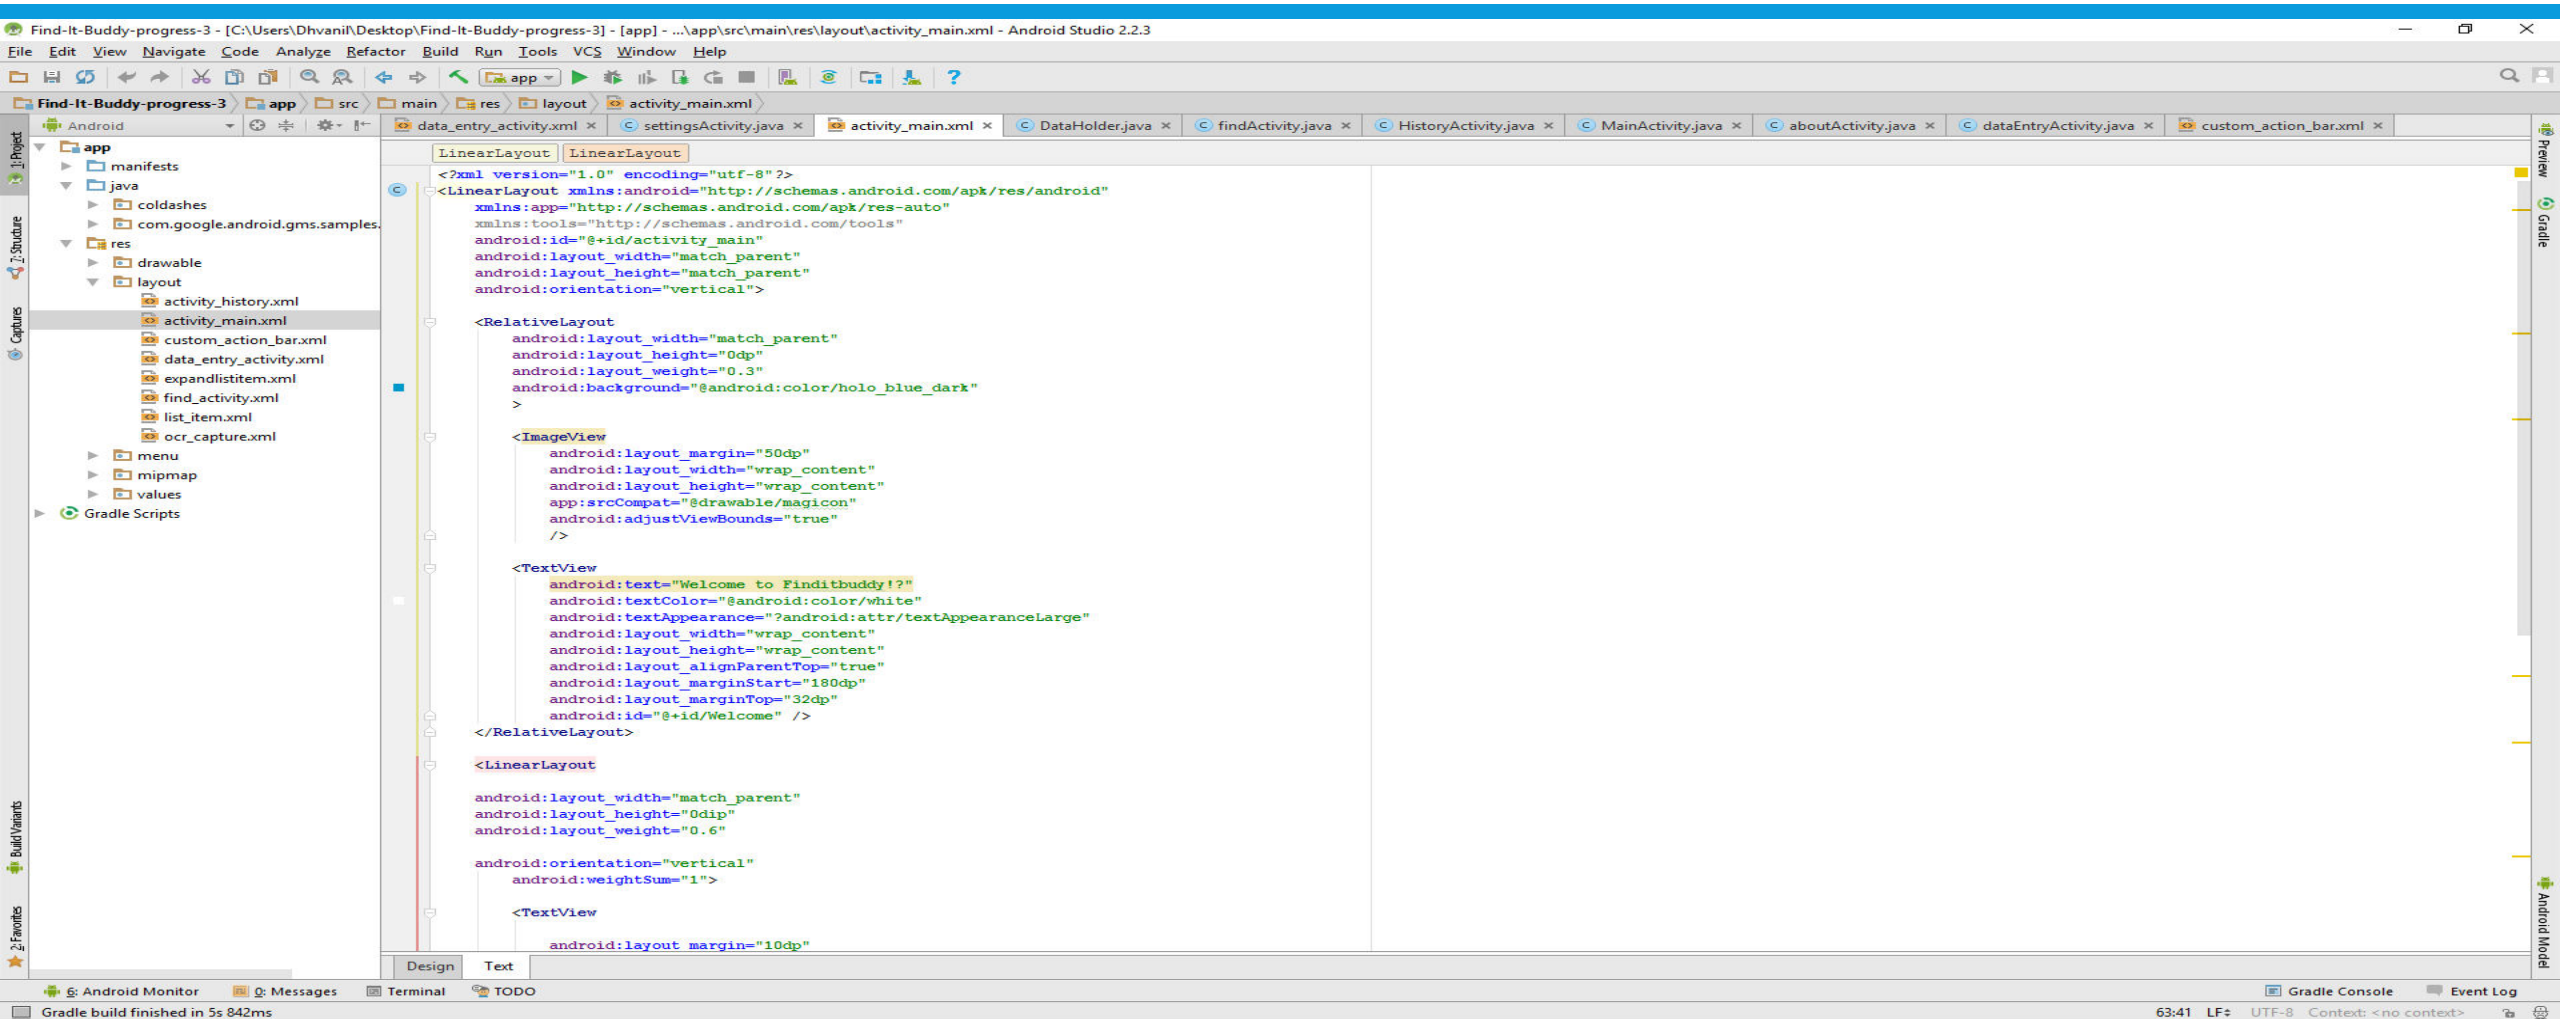 Find-It-Buddy-progress-3 - [C:\Users\Dhvanil\Desktop\Find-It-Buddy-progress-3] - [app] - ...\app\src\main\res\layout\activity_main.xml - Android Studio 2.2.3
File Edit View Navigate Code Analyze Refactor Build Run Tools VCS Window Help
app
Find-It-Buddy-progress-3 app src main res layout activity_main.xml
Android
data_entry_activity.xml settingsActivity.java activity_main.xml DataHolder.java findActivity.java HistoryActivity.java MainActivity.java aboutActivity.java dataEntryActivity.java custom_action_bar.xml
1: Project
7: Structure
Captures
Build Variants
2: Favorites
app
manifests
java
coldashes
com.google.android.gms.samples.
res
drawable
layout
activity_history.xml
activity_main.xml
custom_action_bar.xml
data_entry_activity.xml
expandlistitem.xml
find_activity.xml
list_item.xml
ocr_capture.xml
menu
mipmap
values
Gradle Scripts
LinearLayout LinearLayout
<?xml version="1.0" encoding="utf-8"?>
<LinearLayout xmlns:android="http://schemas.android.com/apk/res/android"
xmlns:app="http://schemas.android.com/apk/res-auto"
xmlns:tools="http://schemas.android.com/tools"
android:id="@+id/activity_main"
android:layout_width="match_parent"
android:layout_height="match_parent"
android:orientation="vertical">
<RelativeLayout
android:layout_width="match_parent"
android:layout_height="0dp"
android:layout_weight="0.3"
android:background="@android:color/holo_blue_dark"
>
<ImageView
android:layout_margin="50dp"
android:layout_width="wrap_content"
android:layout_height="wrap_content"
app:srcCompat="@drawable/magicon"
android:adjustViewBounds="true"
/>
<TextView
android:text="Welcome to Finditbuddy!?"
android:textColor="@android:color/white"
android:textAppearance="?android:attr/textAppearanceLarge"
android:layout_width="wrap_content"
android:layout_height="wrap_content"
android:layout_alignParentTop="true"
android:layout_marginStart="180dp"
android:layout_marginTop="32dp"
android:id="@+id/Welcome" />
</RelativeLayout>
<LinearLayout
android:layout_width="match_parent"
android:layout_height="0dip"
android:layout_weight="0.6"
android:orientation="vertical"
android:weightSum="1">
<TextView
android:layout_margin="10dp"
Preview
Gradle
Android Model
Design Text
6: Android Monitor 0: Messages Terminal TODO Gradle Console Event Log
Gradle build finished in 5s 842ms 63:41 LF UTF-8 Context: <no context>